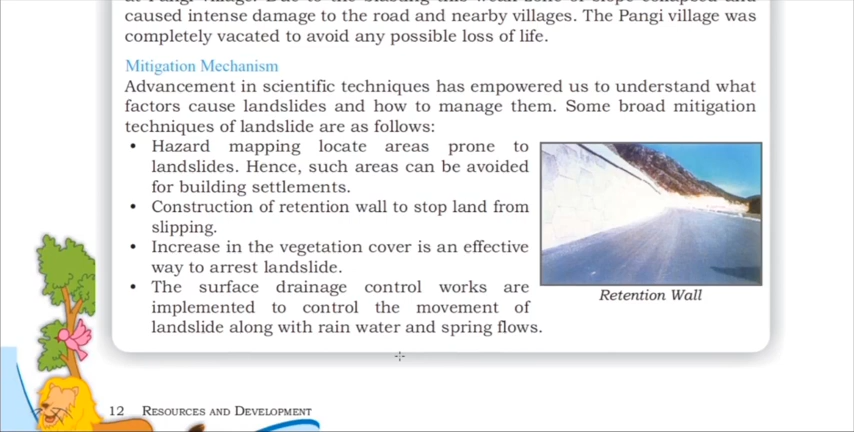 caused intense damage to the road and nearby villages. The Pangi village was
completely vacated to avoid any possible loss of life.
Mitigation Mechanism
Advancement in scientific techniques has empowered us to understand what
factors cause landslides and how to manage them. Some broad mitigation
techniques of landslide are as follows:
• Hazard mapping locate areas prone to
landslides. Hence, such areas can be avoided
for building settlements.
• Construction of retention wall to stop land from
slipping.
• Increase in the vegetation cover is an effective
way to arrest landslide.
• The surface drainage control works are
implemented to control the movement of
landslide along with rain water and spring flows.
Retention Wall
12 Resources and Development